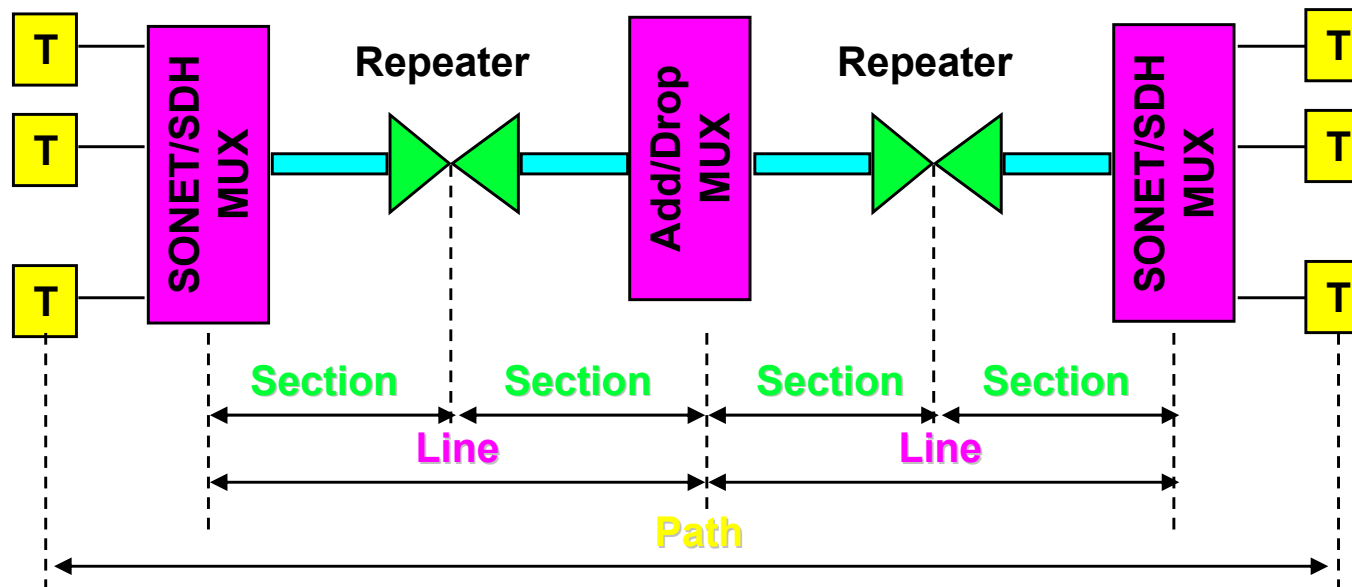 T
T
T
SONET/SDH
MUX
Repeater
Add/Drop
MUX
Repeater
SONET/SDH
MUX
T
T
T
Section
Section
Section
Section
Line
Line
Path